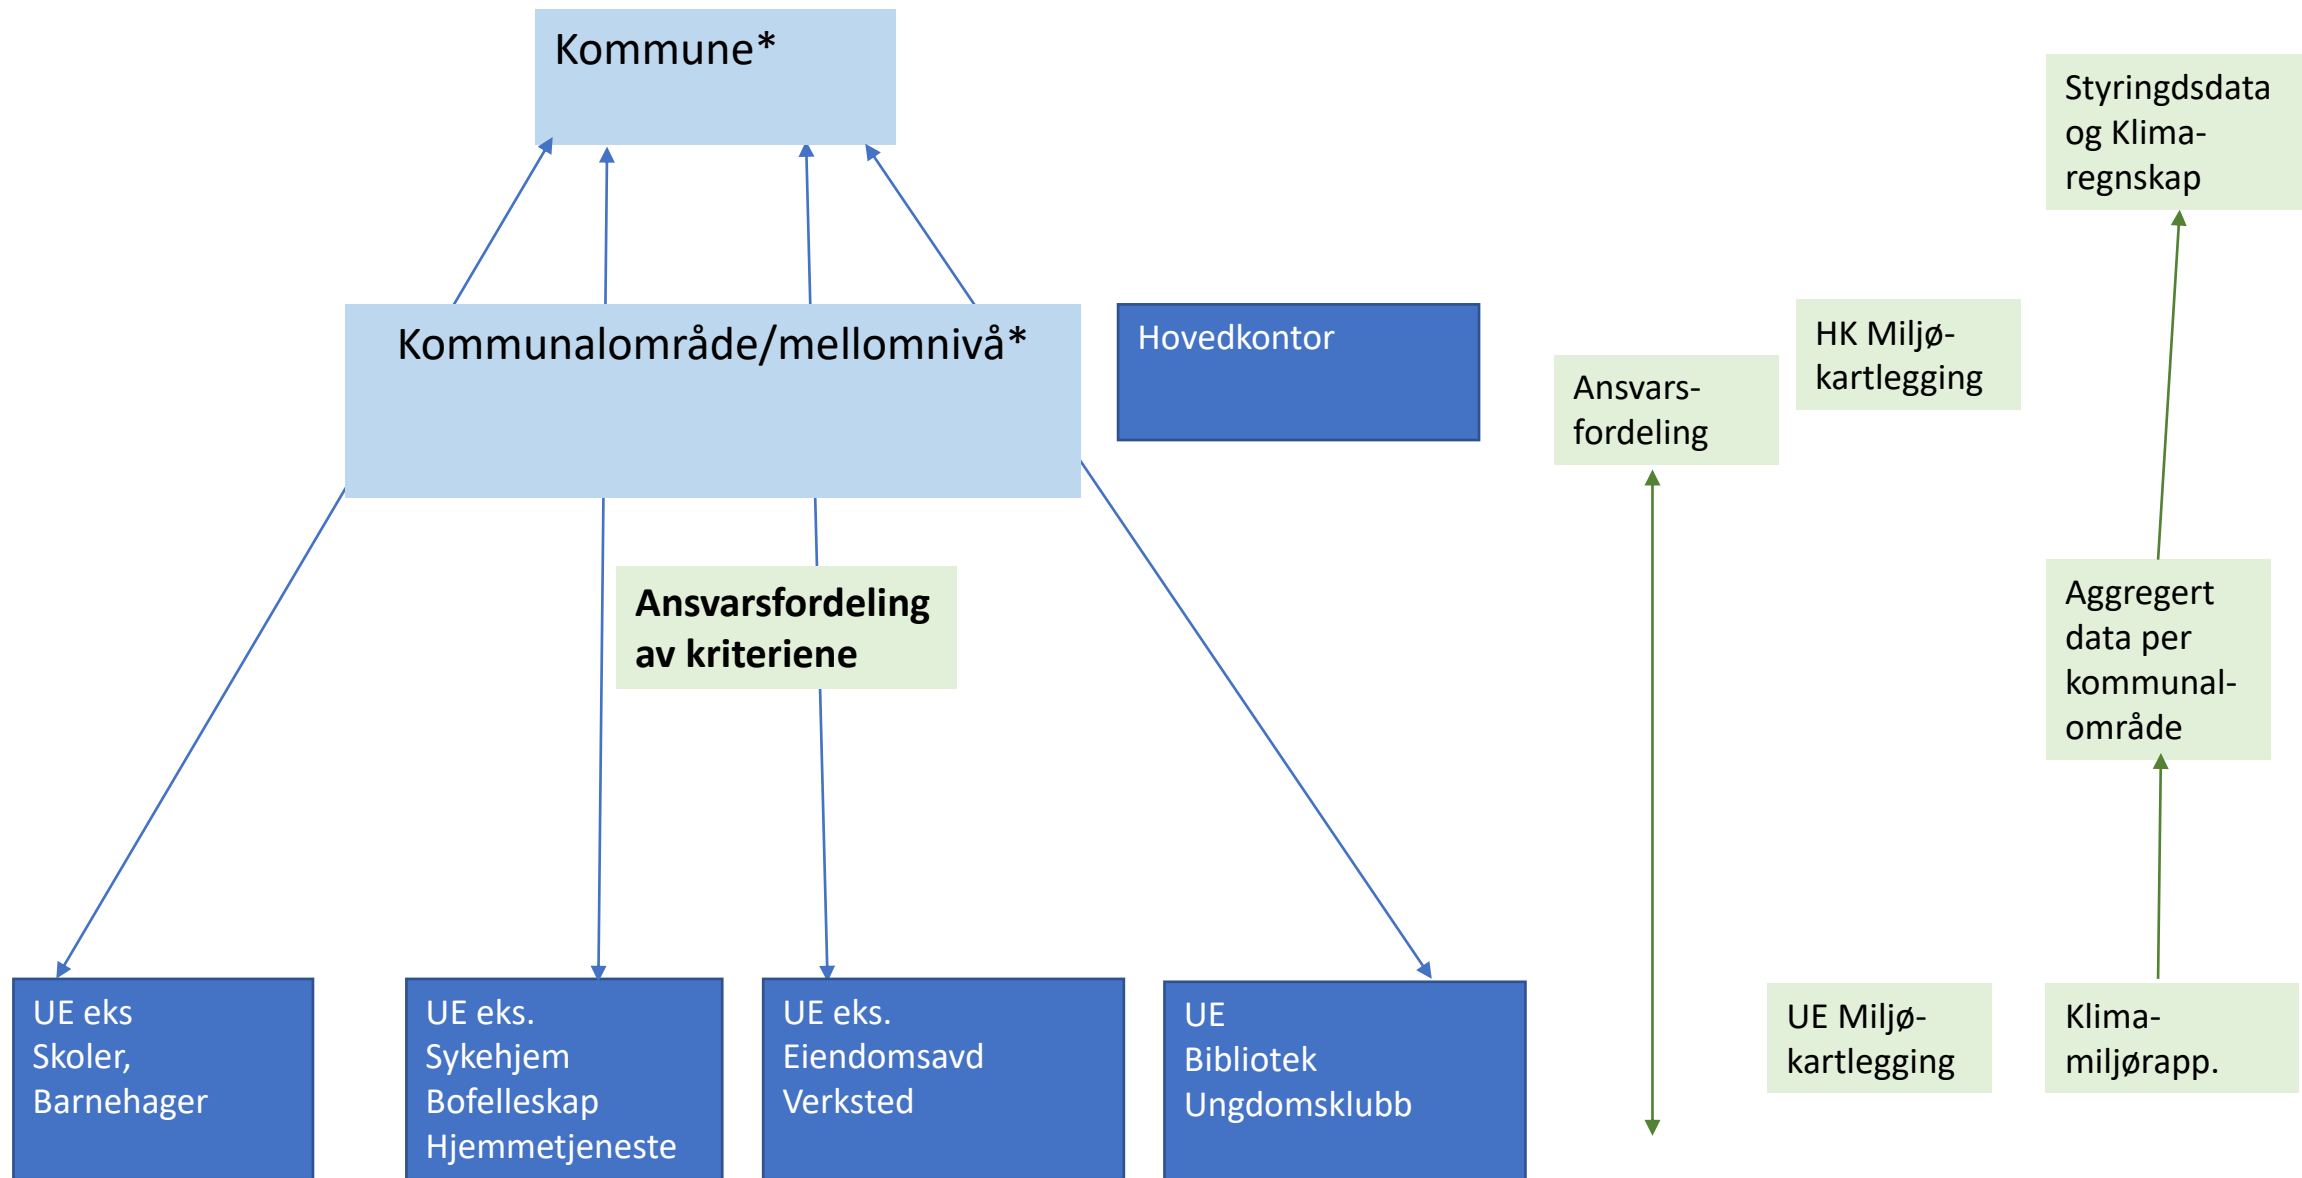 Kommune*
Styringdsdata
og Klima-
regnskap
Kommunalområde/mellomnivå*
Hovedkontor
HK Miljø-
kartlegging
Ansvars-
fordeling
Ansvarsfordeling
av kriteriene
Aggregert
data per
kommunal-
område
UE eks
Skoler,
Barnehager
UE eks.
Sykehjem
Bofelleskap
Hjemmetjeneste
UE eks.
Eiendomsavd
Verksted
UE
Bibliotek
Ungdomsklubb
UE Miljø-
kartlegging
Klima-
miljørapp.